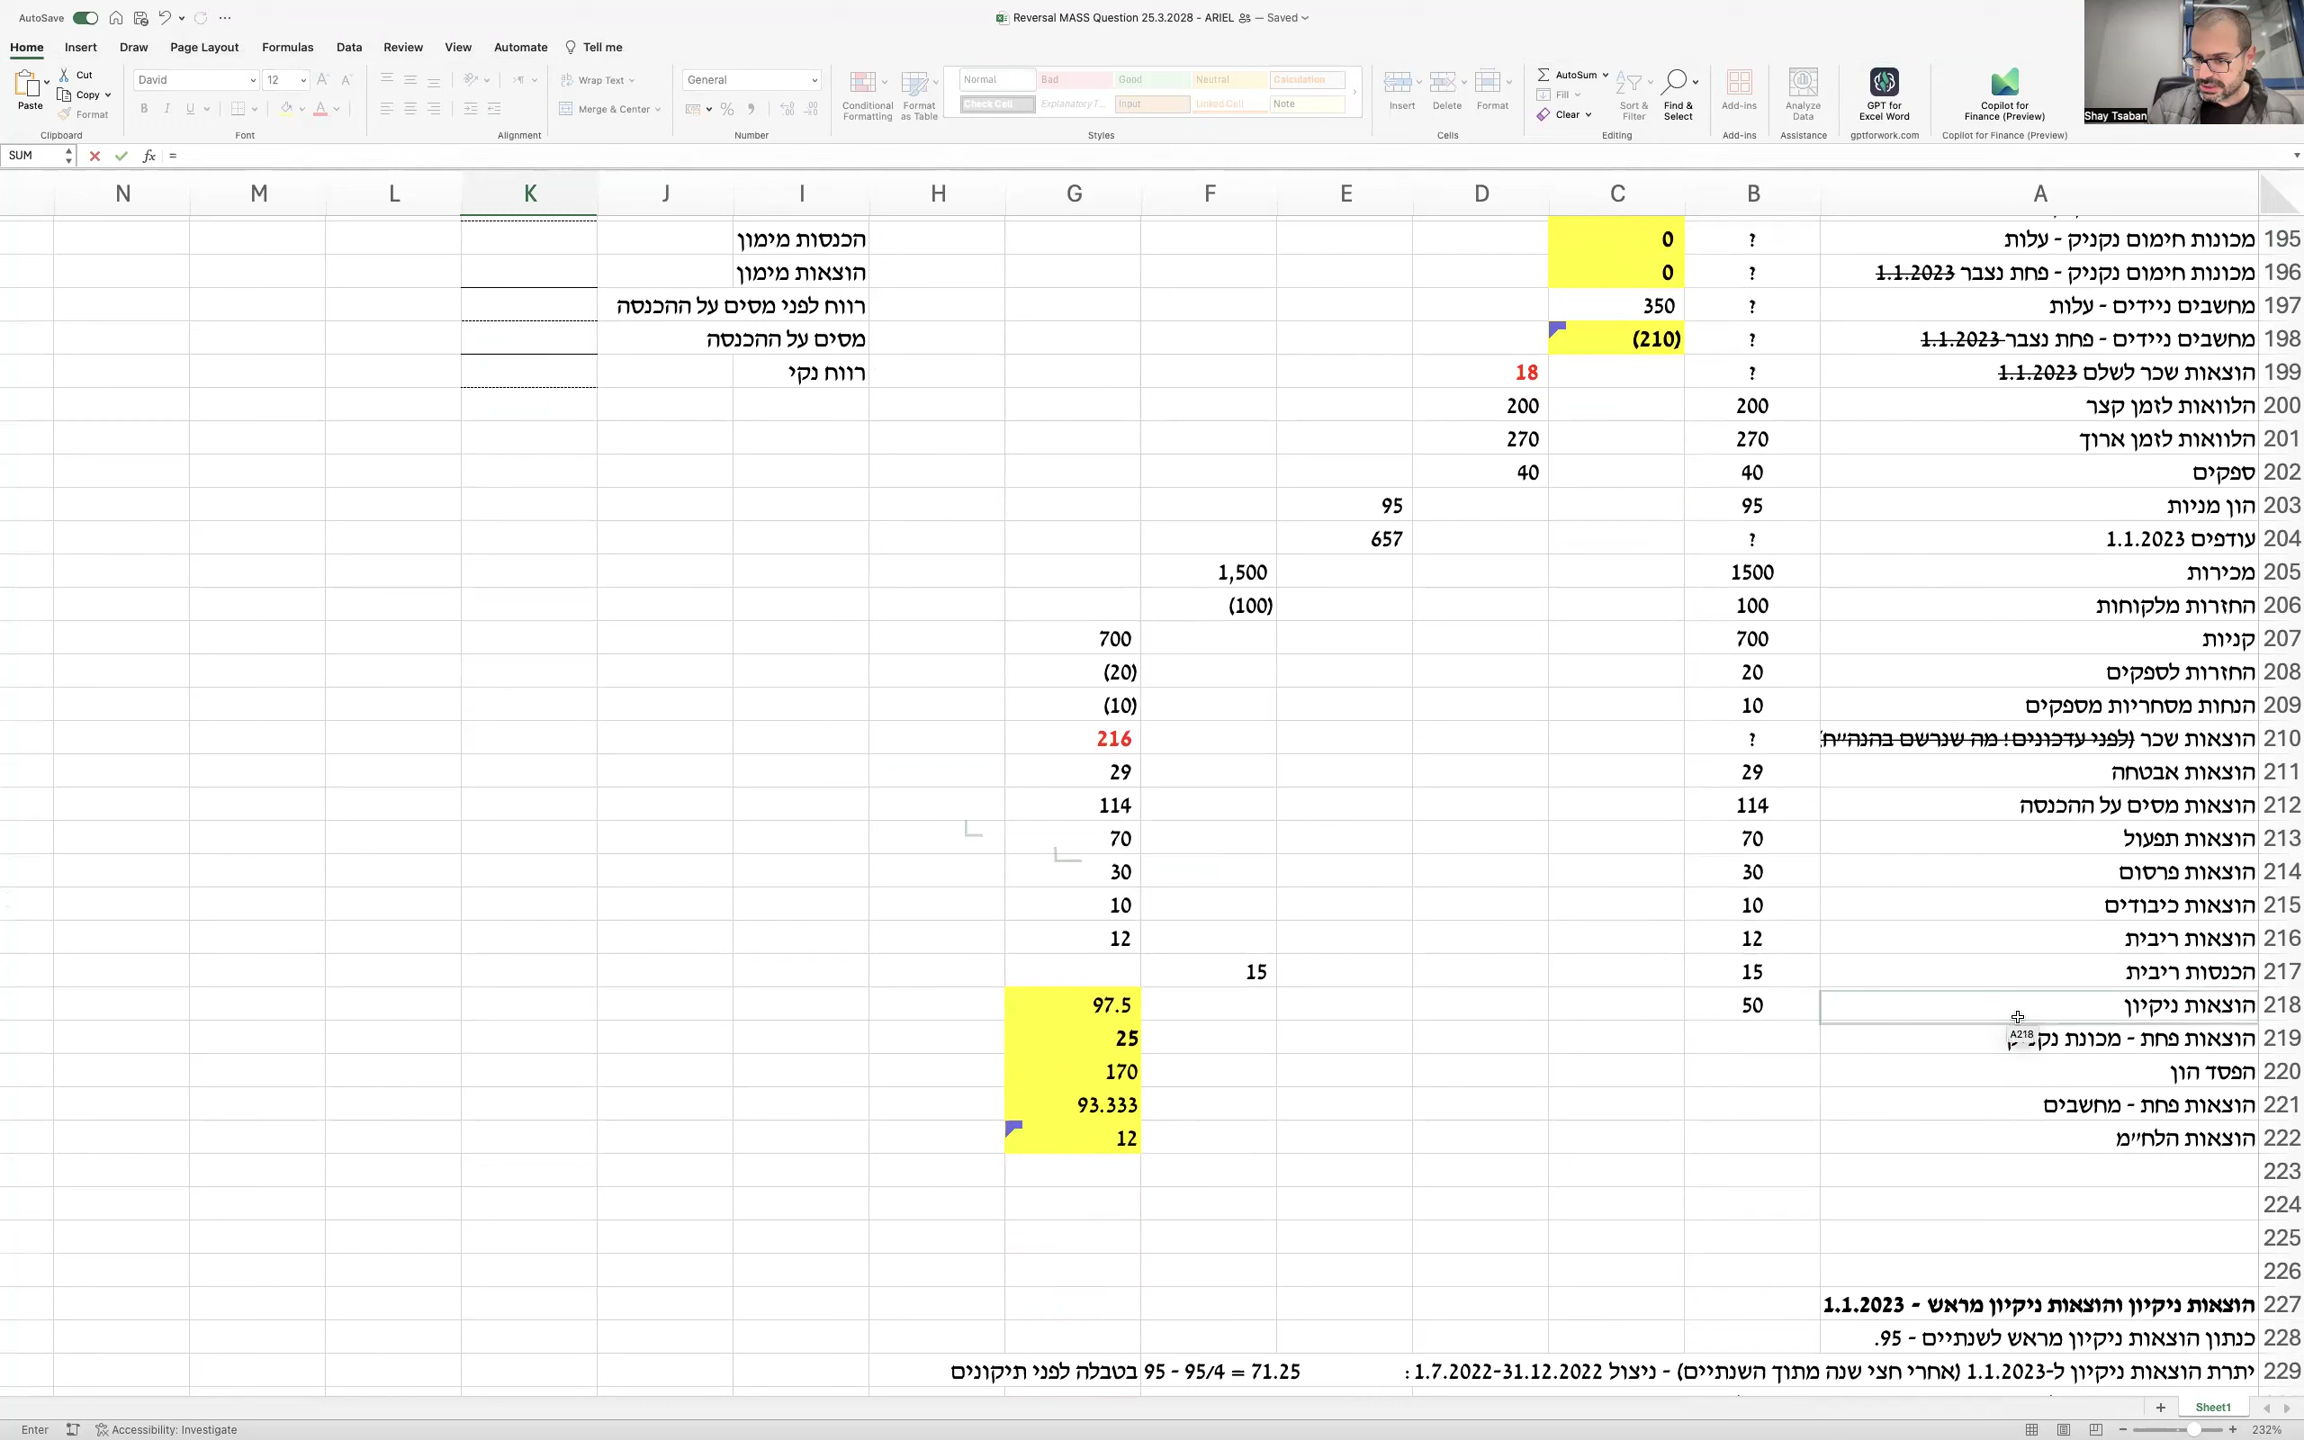 AutoSave
Reversal MASS Question 25.3.2028 - ARIEL — Saved
Home Insert Draw Page Layout Formulas Data Review View Automate Tell me
Paste Cut Copy Format
David 12
Wrap Text
Merge & Center
General
Conditional Formatting
Format as Table
Normal Bad Good Neutral Calculation
Check Cell Explanatory T... Input Linked Cell Note
Insert Delete Format
AutoSum
Fill
Clear
Sort & Filter
Find & Select
Add-ins
Analyze Data
GPT for Excel Word
Copilot for Finance (Preview)
Clipboard Font Alignment Number Styles Cells Editing Add-ins Assistance gptforwork.com Copilot for Finance (Preview)
Shay Tsaban
SUM fx =
N M L K J I H G F E D C B A
195 מכונות חימום נקניק - עלות ? 0 הכנסות מימון
196 מכונות חימום נקניק - פחת נצבר 1.1.2023 ? 0 הוצאות מימון
197 מחשבים ניידים - עלות ? 350 רווח לפני מסים על ההכנסה
198 מחשבים ניידים - פחת נצבר 1.1.2023 ? (210) מסים על ההכנסה
199 הוצאות שכר לשלם 1.1.2023 ? 18 רווח נקי
200 הלוואות לזמן קצר 200 200
201 הלוואות לזמן ארוך 270 270
202 ספקים 40 40
203 הון מניות 95 95
204 עודפים 1.1.2023 ? 657
205 מכירות 1500 1,500
206 החזרות מלקוחות 100 (100)
207 קניות 700 700
208 החזרות לספקים 20 (20)
209 הנחות מסחריות מספקים 10 (10)
210 הוצאות שכר (לפני עדכונים! מה שנרשם בהנה״ח) ? 216
211 הוצאות אבטחה 29 29
212 הוצאות מסים על ההכנסה 114 114
213 הוצאות תפעול 70 70
214 הוצאות פרסום 30 30
215 הוצאות כיבודים 10 10
216 הוצאות ריבית 12 12
217 הכנסות ריבית 15 15
218 הוצאות ניקיון 50 97.5
A218
219 הוצאות פחת - מכונת 25
220 הפסד הון 170
221 הוצאות פחת - מחשבים 93.333
222 הוצאות הלח״מ 12
223
224
225
226
227 הוצאות ניקיון והוצאות ניקיון מראש - 1.1.2023
228 כנתון הוצאות ניקיון מראש לשנתיים - 95.
229 יתרת הוצאות ניקיון ל-1.1.2023 (אחרי חצי שנה מתוך השנתיים) - ניצול 1.7.2022-31.12.2022 : 95 - 95/4 = 71.25 בטבלה לפני תיקונים
Sheet1
Enter Accessibility: Investigate 232%